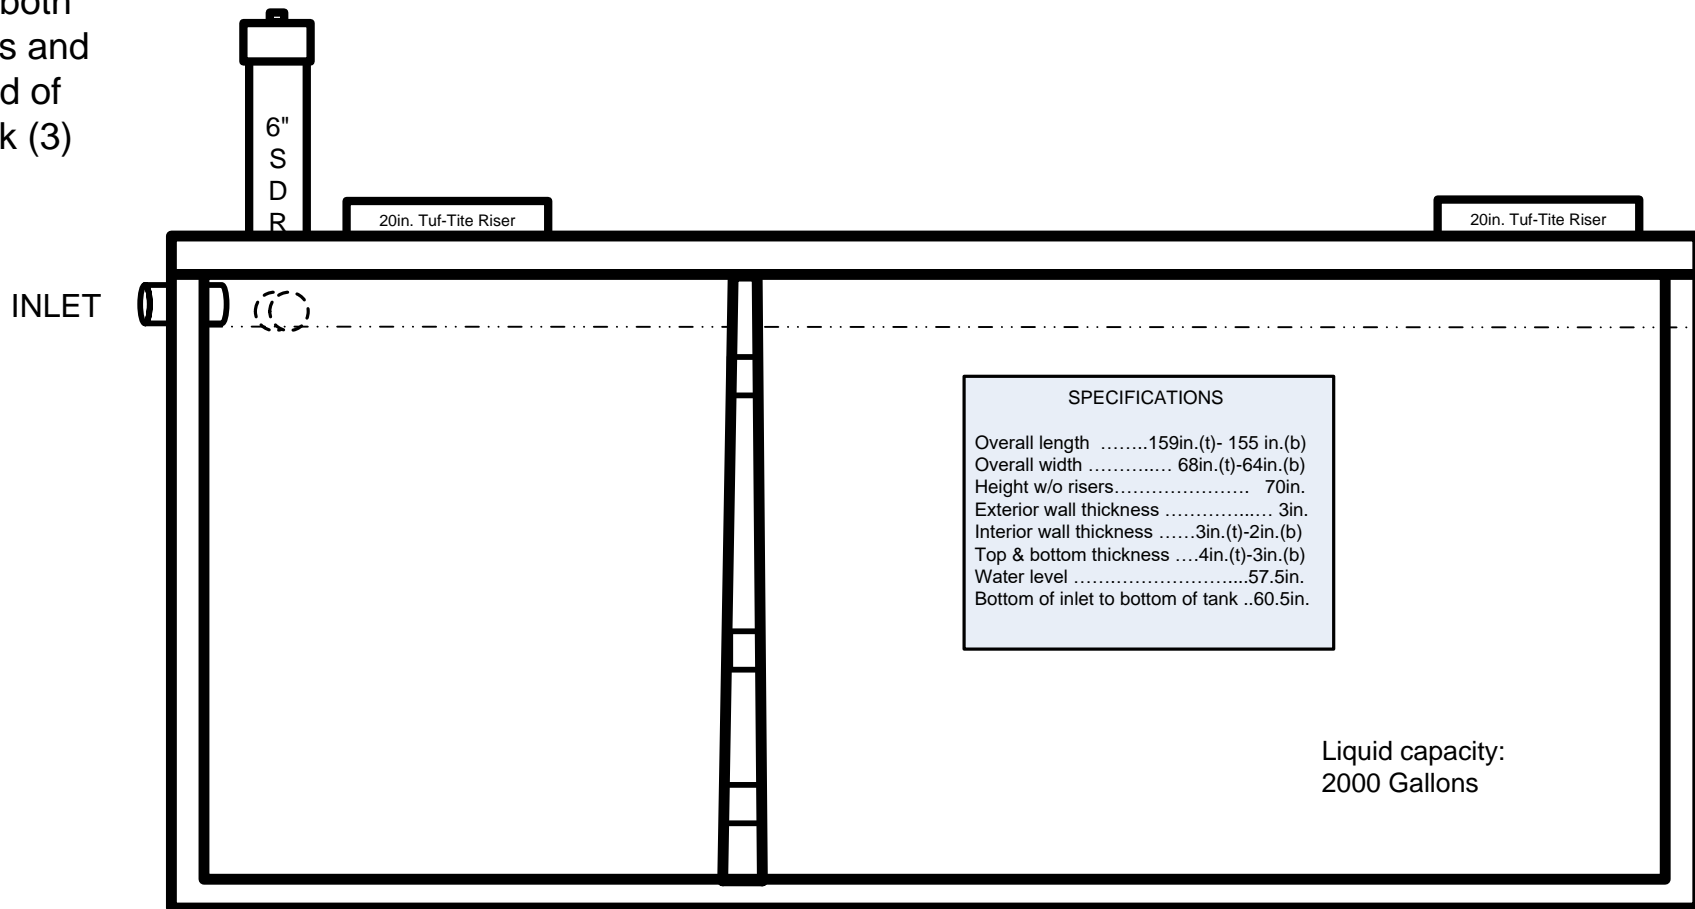 both
s and
d of
k (3)
6"
S
D
R
20in. Tuf-Tite Riser
20in. Tuf-Tite Riser
INLET
SPECIFICATIONS
Overall length ……..159in.(t)- 155 in.(b)
Overall width ………..… 68in.(t)-64in.(b)
Height w/o risers…………………. 70in.
Exterior wall thickness …………...… 3in.
Interior wall thickness ……3in.(t)-2in.(b)
Top & bottom thickness ….4in.(t)-3in.(b)
Water level …….………………....57.5in.
Bottom of inlet to bottom of tank ..60.5in.
Liquid capacity:
2000 Gallons